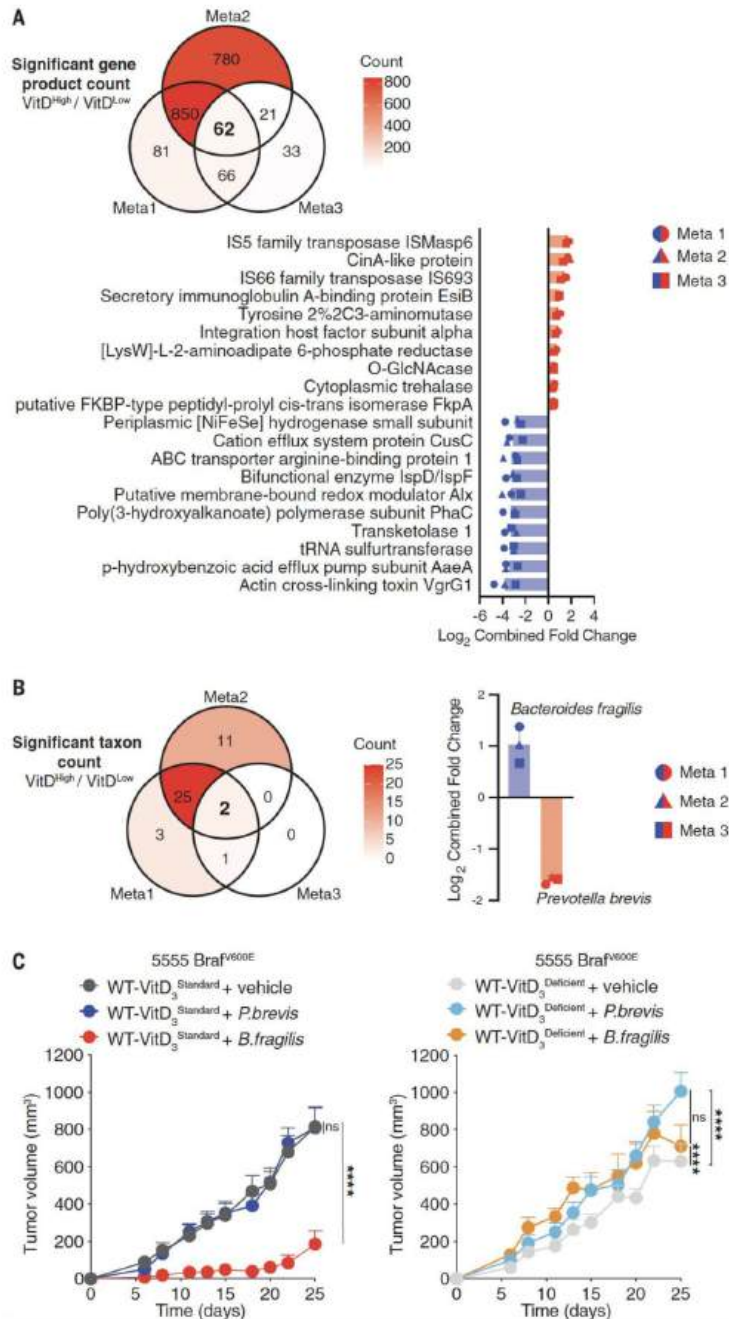 A
Meta2
Significant gene
product count
VitD^High / VitD^Low
780
850
62
21
81
66
33
Meta1
Meta3
Count
800
600
400
200
IS5 family transposase ISMasp6
CinA-like protein
IS66 family transposase IS693
Secretory immunoglobulin A-binding protein EsiB
Tyrosine 2%2C3-aminomutase
Integration host factor subunit alpha
[LysW]-L-2-aminoadipate 6-phosphate reductase
O-GlcNAcase
Cytoplasmic trehalase
putative FKBP-type peptidyl-prolyl cis-trans isomerase FkpA
Periplasmic [NiFeSe] hydrogenase small subunit
Cation efflux system protein CusC
ABC transporter arginine-binding protein 1
Bifunctional enzyme IspD/IspF
Putative membrane-bound redox modulator Alx
Poly(3-hydroxyalkanoate) polymerase subunit PhaC
Transketolase 1
tRNA sulfurtransferase
p-hydroxybenzoic acid efflux pump subunit AaeA
Actin cross-linking toxin VgrG1
-6 -4 -2 0 2 4
Log₂ Combined Fold Change
Meta 1
Meta 2
Meta 3
B
Meta2
Significant taxon
count
VitD^High / VitD^Low
11
25
2
0
3
1
0
Meta1
Meta3
Count
25
20
15
10
5
0
Log₂ Combined Fold Change
2
1
0
-1
-2
Bacteroides fragilis
Prevotella brevis
Meta 1
Meta 2
Meta 3
C
5555 Braf^V600E
WT-VitD₃^Standard + vehicle
WT-VitD₃^Standard + P.brevis
WT-VitD₃^Standard + B.fragilis
Tumor volume (mm³)
1200
1000
800
600
400
200
0
ns
****
0 5 10 15 20 25
Time (days)
5555 Braf^V600E
WT-VitD₃^Deficient + vehicle
WT-VitD₃^Deficient + P.brevis
WT-VitD₃^Deficient + B.fragilis
Tumor volume (mm³)
1200
1000
800
600
400
200
0
ns
****
****
0 5 10 15 20 25
Time (days)